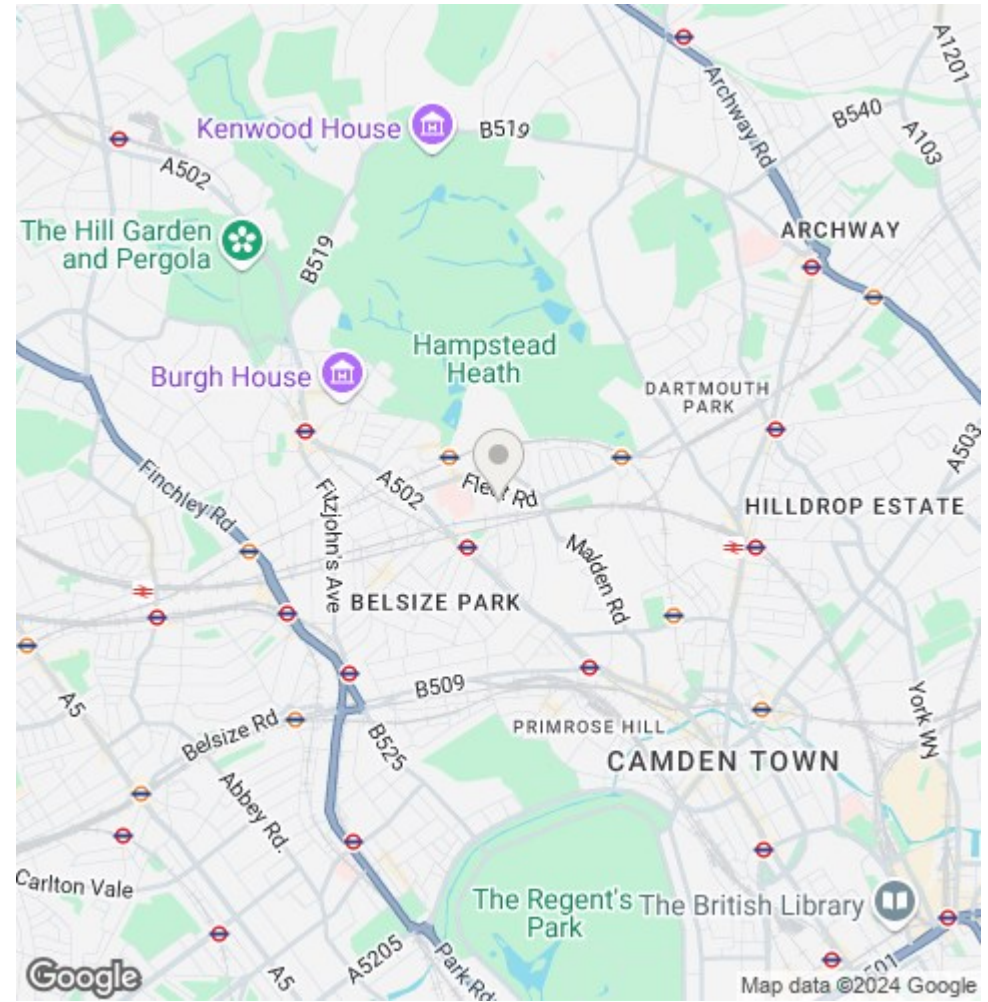 A1201
Archway Rd
Kenwood House
B519
B540
A103
A502
The Hill Garden
and Pergola
B519
ARCHWAY
Hampstead
Heath
Burgh House
DARTMOUTH
PARK
A503
Finchley Rd
A502
Fleet Rd
Fitzjohn's Ave
HILLDROP ESTATE
Malden Rd
BELSIZE PARK
B509
A5
Belsize Rd
B525
PRIMROSE HILL
York WN
CAMDEN TOWN
Abbey Rd.
Carlton Vale
The Regent's
Park
The British Library
A5205
Park Rd
A5
Google
A501
Map data ©2024 Google